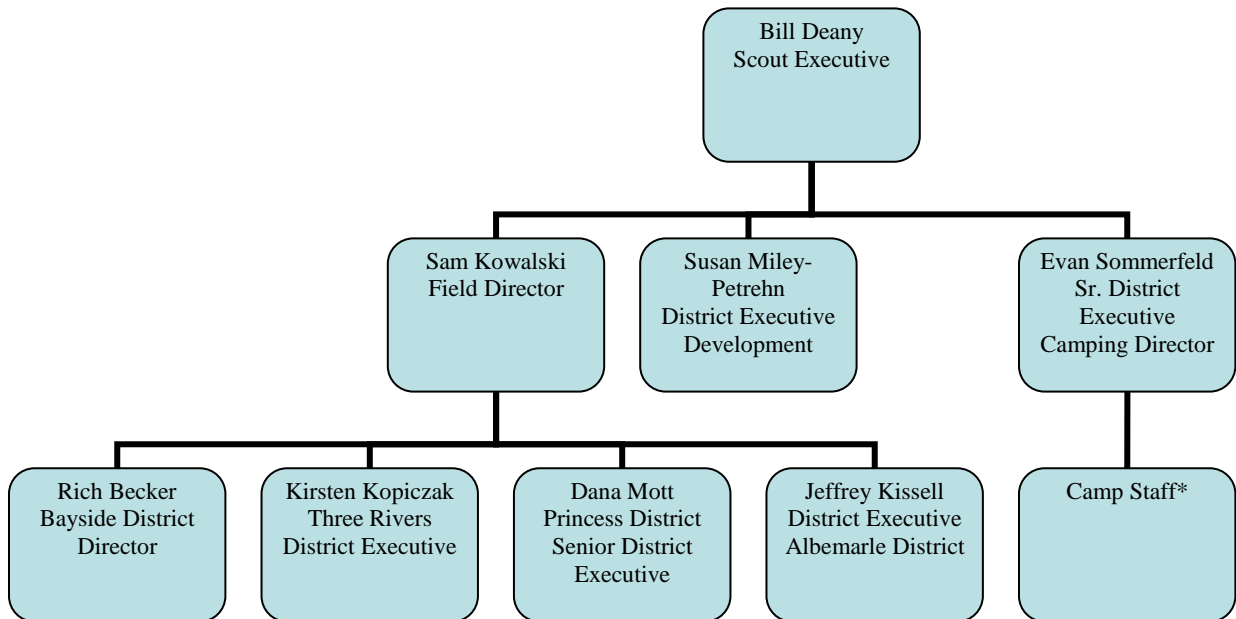 Bill Deany
Scout Executive
Sam Kowalski
Field Director
Susan Miley-
Petrehn
District Executive
Development
Evan Sommerfeld
Sr. District
Executive
Camping Director
Rich Becker
Bayside District
Director
Kirsten Kopiczak
Three Rivers
District Executive
Dana Mott
Princess District
Senior District
Executive
Jeffrey Kissell
District Executive
Albemarle District
Camp Staff*